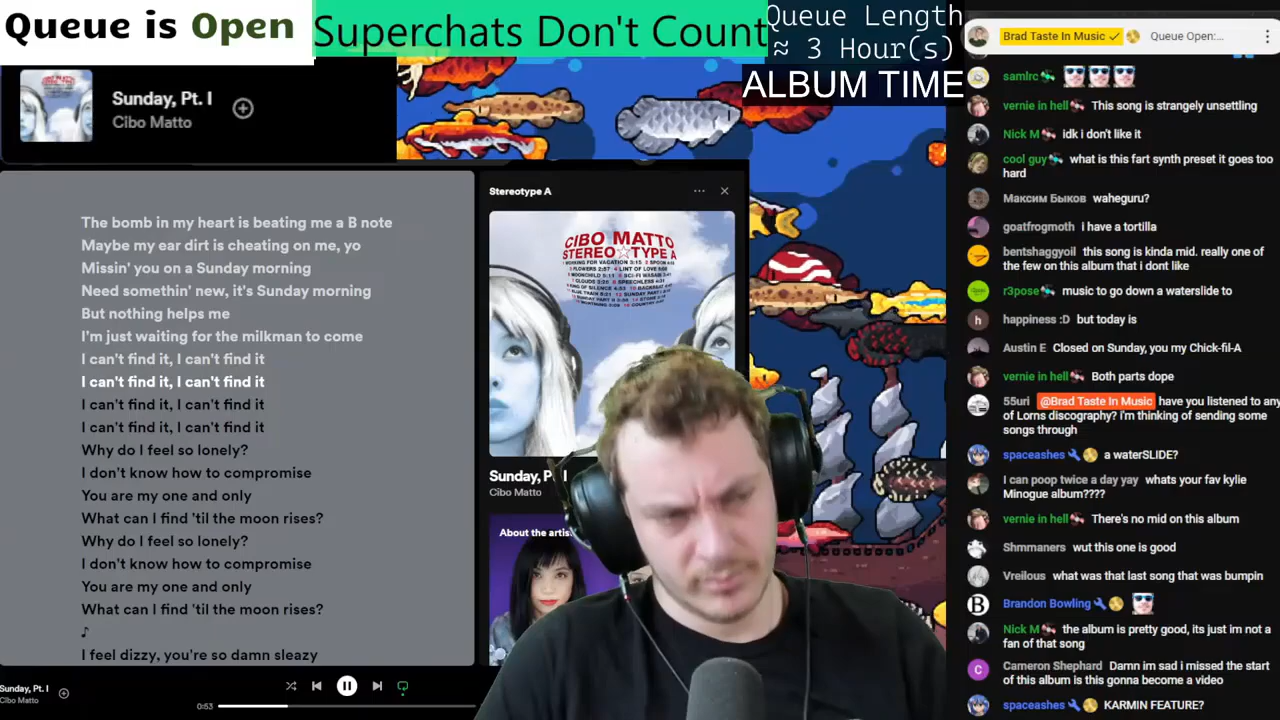 Queue is Open
Superchats Don't Count
Queue Length
≈ 3 Hour(s)
ALBUM TIME
Sunday, Pt. I
Cibo Matto
The bomb in my heart is beating me a B note
Maybe my ear dirt is cheating on me, yo
Missin' you on a Sunday morning
Need somethin' new, it's Sunday morning
But nothing helps me
I'm just waiting for the milkman to come
I can't find it, I can't find it
I can't find it, I can't find it
I can't find it, I can't find it
I can't find it, I can't find it
Why do I feel so lonely?
I don't know how to compromise
You are my one and only
What can I find 'til the moon rises?
Why do I feel so lonely?
I don't know how to compromise
You are my one and only
What can I find 'til the moon rises?
♪
I feel dizzy, you're so damn sleazy
Sunday, Pt. I
Cibo Matto
0:53
Stereotype A
CIBO MATTO
STEREO☆TYPE A
Sunday, P
Cibo Matto
About the artis
Brad Taste In Music ✓ Queue Open:...
samlrc
vernie in hell This song is strangely unsettling
Nick M idk i don't like it
cool guy what is this fart synth preset it goes too
hard
Максим Быков waheguru?
goatfrogmoth i have a tortilla
bentshaggyoil this song is kinda mid. really one of
the few on this album that i dont like
r3pose music to go down a waterslide to
happiness :D but today is
Austin E Closed on Sunday, you my Chick-fil-A
vernie in hell Both parts dope
55uri @Brad Taste In Music have you listened to any
of Lorns discography? I'm thinking of sending some
songs through
spaceashes a waterSLIDE?
I can poop twice a day yay whats your fav kylie
Minogue album????
vernie in hell There's no mid on this album
Shmmaners wut this one is good
Vreilous what was that last song that was bumpin
Brandon Bowling
Nick M the album is pretty good, its just im not a
fan of that song
Cameron Shephard Damn im sad i missed the start
of this album is this gonna become a video
spaceashes KARMIN FEATURE?